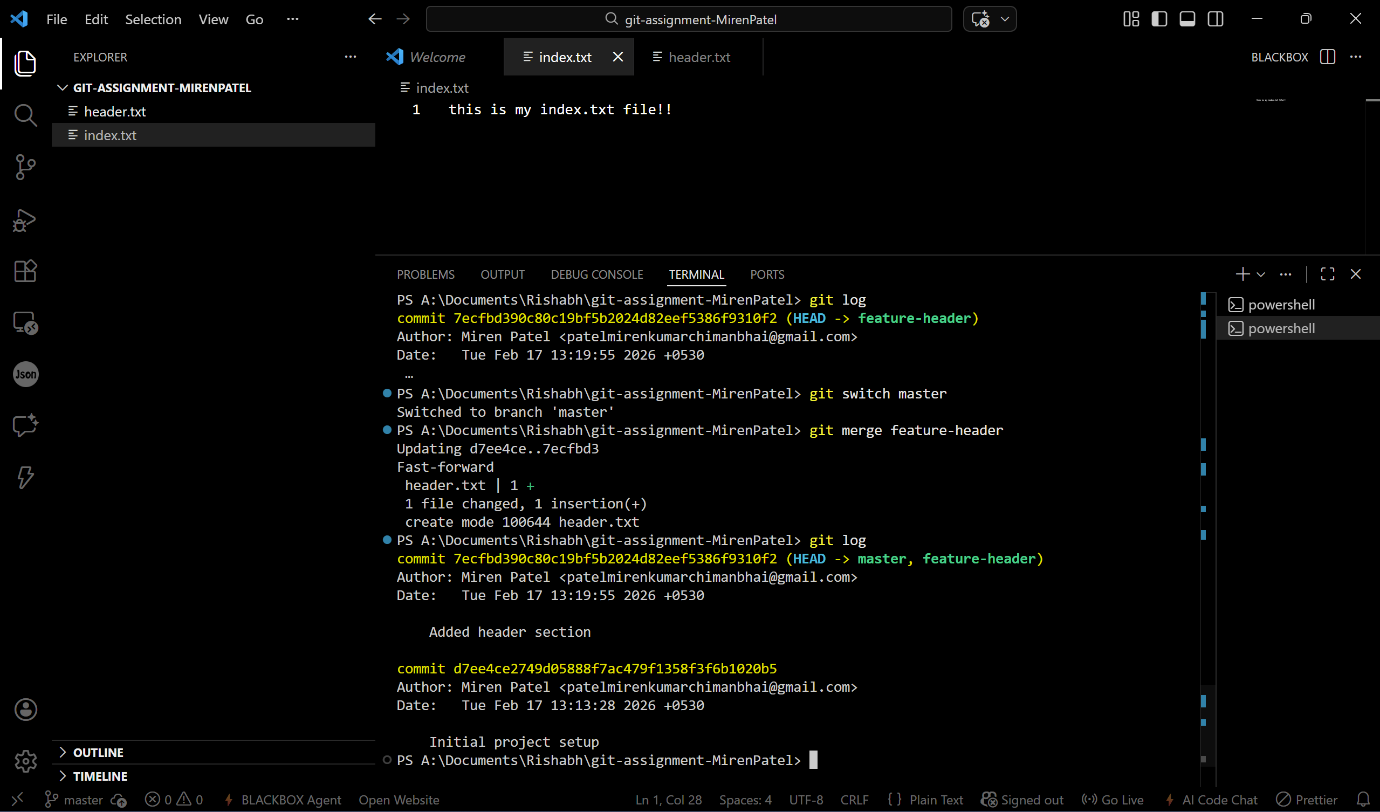 File Edit Selection View Go ···
git-assignment-MirenPatel
EXPLORER ···
GIT-ASSIGNMENT-MIRENPATEL
header.txt
index.txt
Welcome
index.txt
header.txt
BLACKBOX ···
index.txt
1 this is my index.txt file!!
PROBLEMS OUTPUT DEBUG CONSOLE TERMINAL PORTS
PS A:\Documents\Rishabh\git-assignment-MirenPatel> git log
commit 7ecfbd390c80c19bf5b2024d82eef5386f9310f2 (HEAD -> feature-header)
Author: Miren Patel <patelmirenkumarchimanbhai@gmail.com>
Date:   Tue Feb 17 13:19:55 2026 +0530
…
PS A:\Documents\Rishabh\git-assignment-MirenPatel> git switch master
Switched to branch 'master'
PS A:\Documents\Rishabh\git-assignment-MirenPatel> git merge feature-header
Updating d7ee4ce..7ecfbd3
Fast-forward
 header.txt | 1 +
 1 file changed, 1 insertion(+)
 create mode 100644 header.txt
PS A:\Documents\Rishabh\git-assignment-MirenPatel> git log
commit 7ecfbd390c80c19bf5b2024d82eef5386f9310f2 (HEAD -> master, feature-header)
Author: Miren Patel <patelmirenkumarchimanbhai@gmail.com>
Date:   Tue Feb 17 13:19:55 2026 +0530
    Added header section
commit d7ee4ce2749d05888f7ac479f1358f3f6b1020b5
Author: Miren Patel <patelmirenkumarchimanbhai@gmail.com>
Date:   Tue Feb 17 13:13:28 2026 +0530
    Initial project setup
PS A:\Documents\Rishabh\git-assignment-MirenPatel>
powershell
powershell
Json
OUTLINE
TIMELINE
master 0 0 BLACKBOX Agent Open Website Ln 1, Col 28 Spaces: 4 UTF-8 CRLF {} Plain Text Signed out Go Live AI Code Chat Prettier